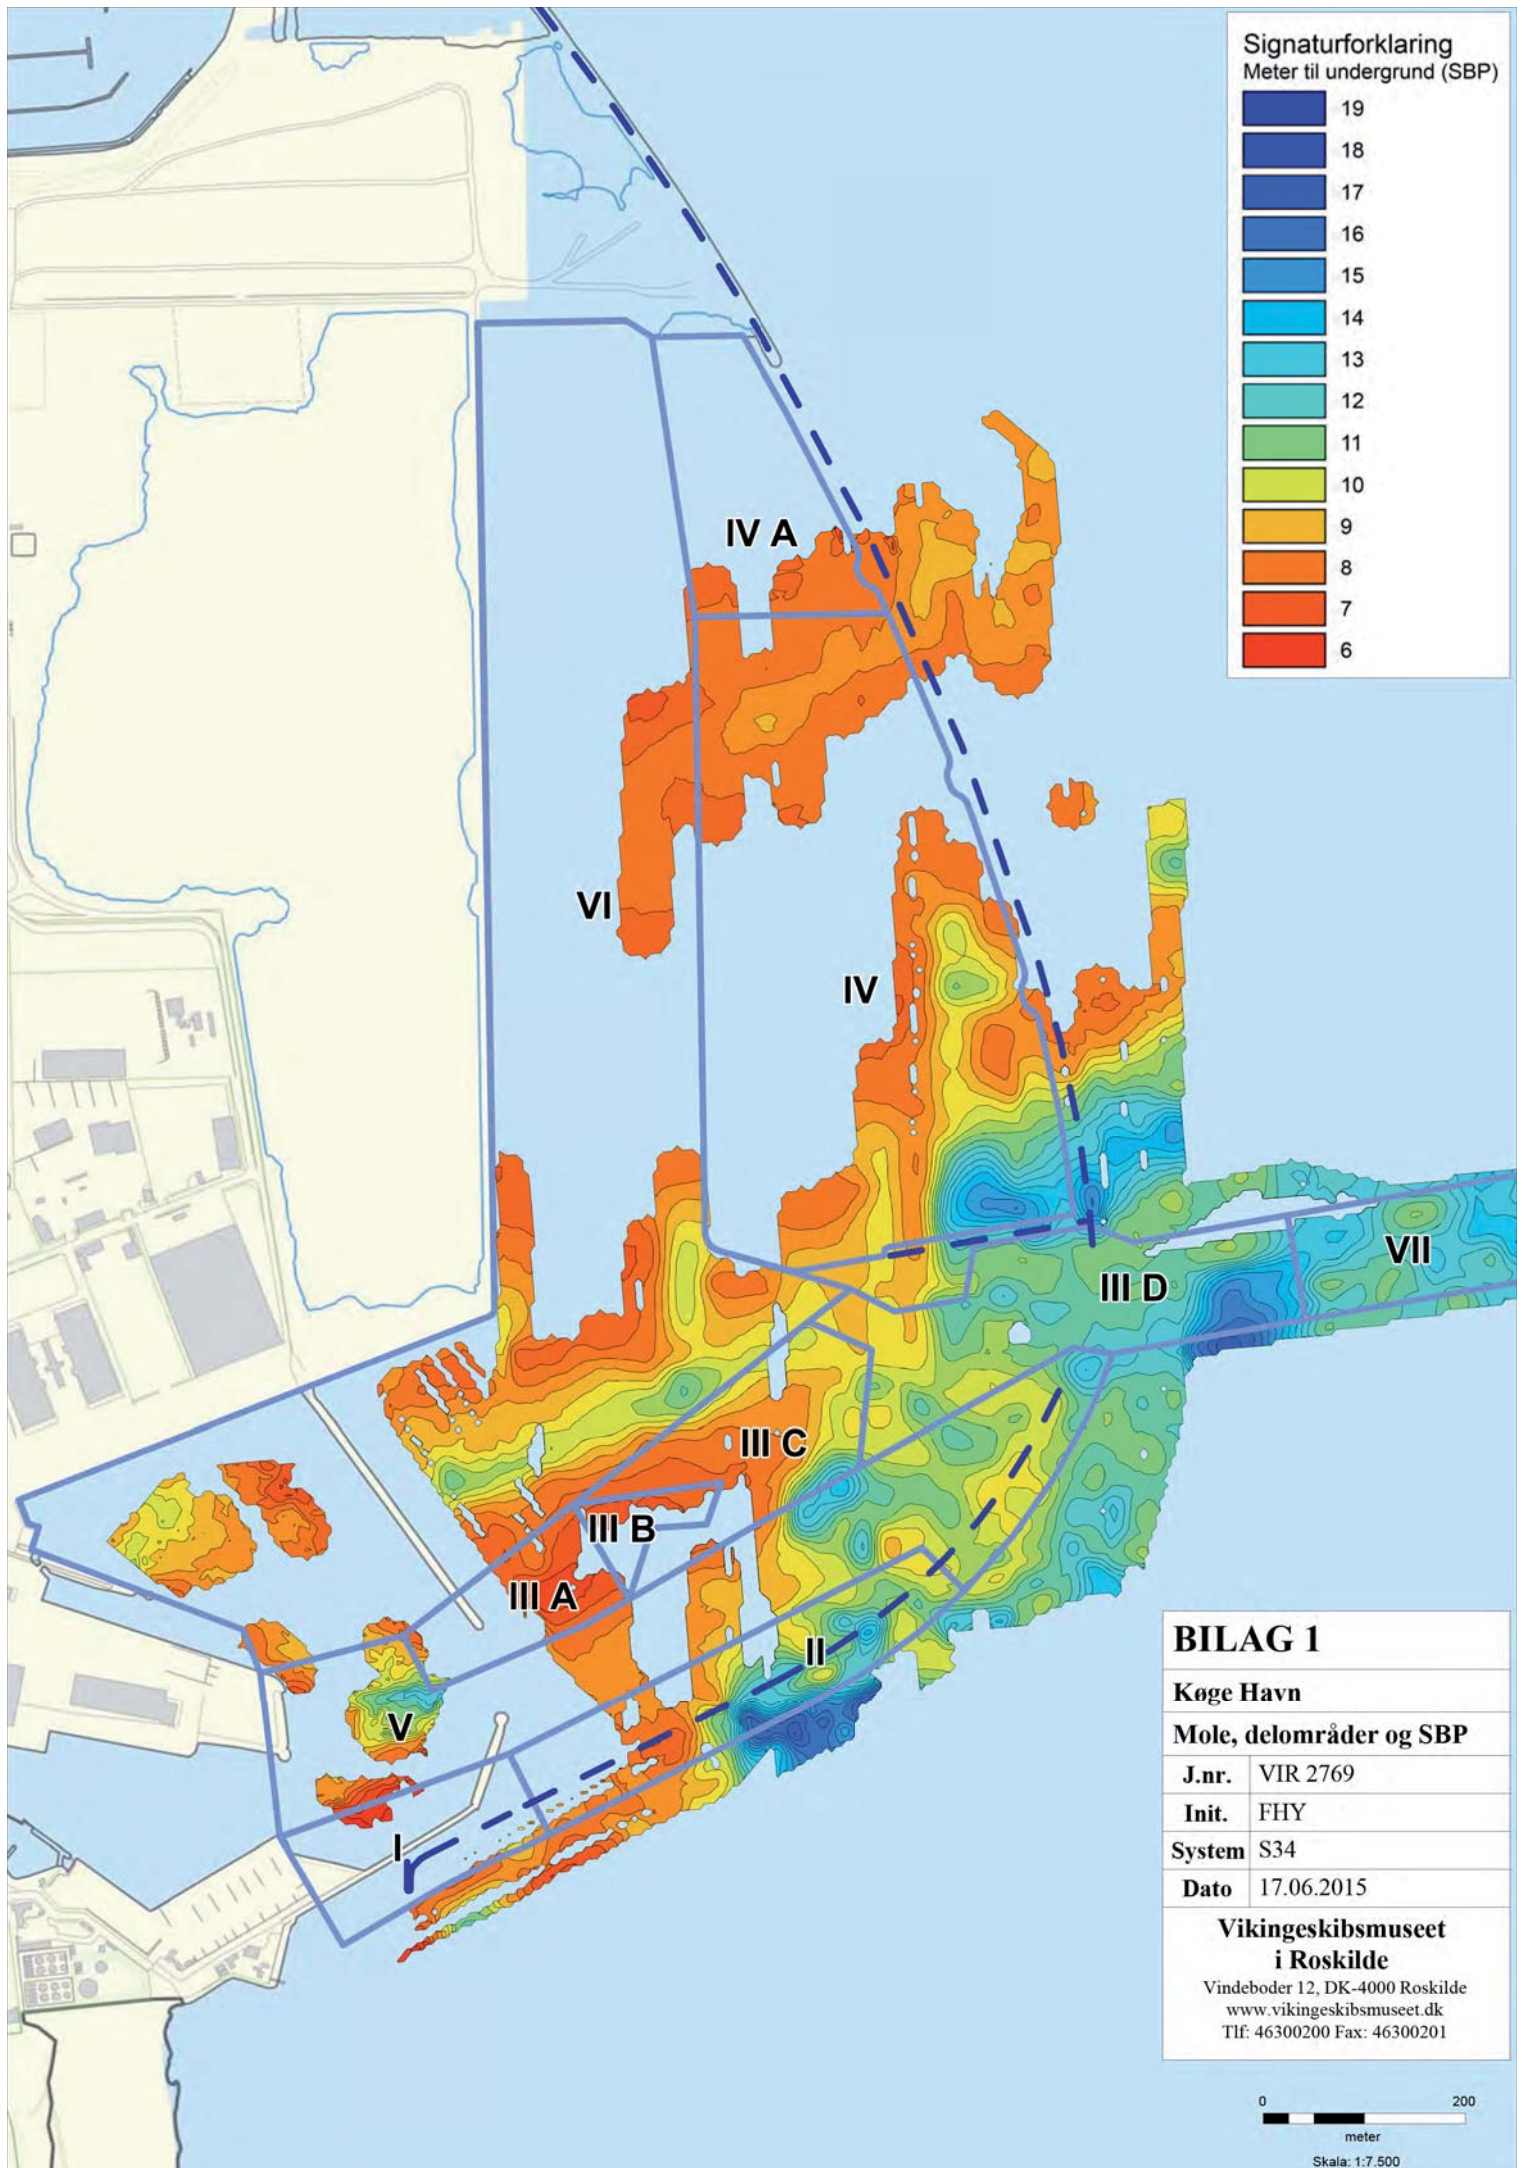 Signaturforklaring
Meter til undergrund (SBP)
19
18
17
16
15
14
13
12
11
10
9
8
7
6
IV A
VI
IV
VII
III D
III C
III B
III A
II
V
I
BILAG 1
Køge Havn
Mole, delområder og SBP
J.nr. VIR 2769
Init. FHY
System S34
Dato 17.06.2015
Vikingeskibsmuseet
i Roskilde
Vindeboder 12, DK-4000 Roskilde
www.vikingeskibsmuseet.dk
Tlf: 46300200 Fax: 46300201
0 200
meter
Skala: 1:7.500